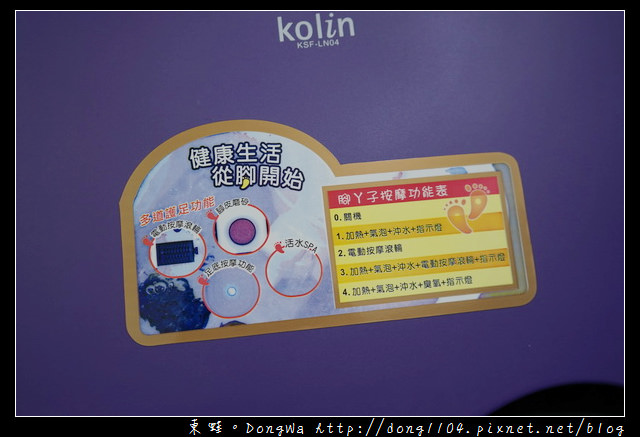 kolin
KSF-LN04
健康生活
從腳開始
多道護足功能
電動按摩滾輪
腳皮磨砂
活水SPA
足底按摩功能
腳丫子按摩功能表
0.關機
1.加熱+氣泡+沖水+指示燈
2.電動按摩滾輪
3.加熱+氣泡+沖水+電動按摩滾輪+指示燈
4.加熱+氣泡+沖水+臭氧+指示燈
東野。DongWa Http://dong1104.pixnet.net/blog